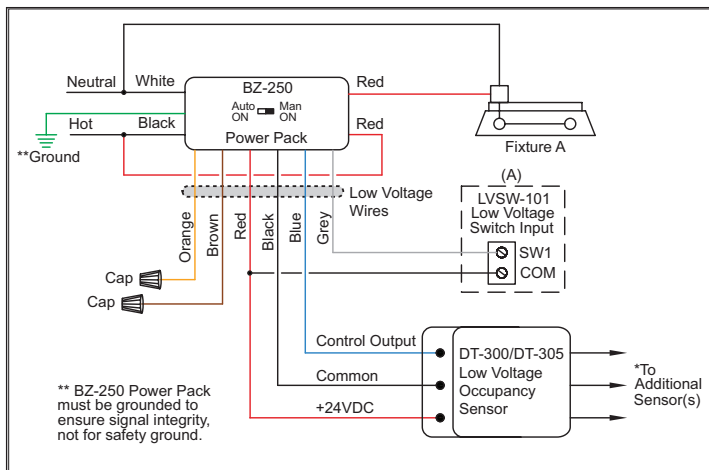 Neutral
White
BZ-250
Auto
ON
Man
ON
Power Pack
Red
Hot
Black
Red
**Ground
Fixture A
Low Voltage
Wires
Orange
Brown
Red
Black
Blue
Grey
(A)
LVSW-101
Low Voltage
Switch Input
SW1
COM
Cap
Cap
Control Output
Common
+24VDC
DT-300/DT-305
Low Voltage
Occupancy
Sensor
*To
Additional
Sensor(s)
** BZ-250 Power Pack
must be grounded to
ensure signal integrity,
not for safety ground.